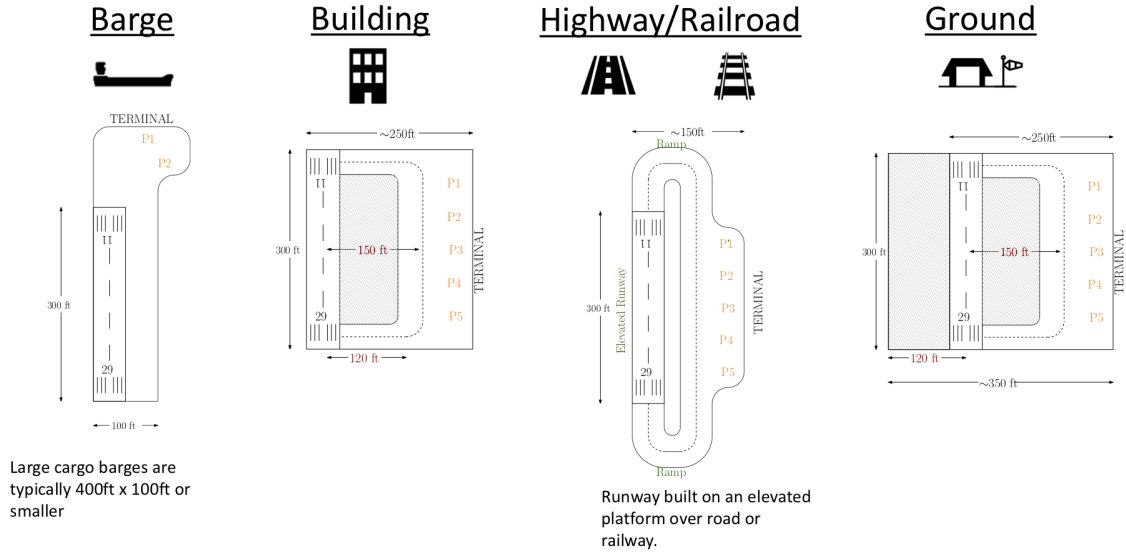 Barge
Building
Highway/Railroad
Ground
TERMINAL
P1
P2
11
29
300 ft
100 ft
Large cargo barges are
typically 400ft x 100ft or
smaller
~250ft
11
29
300 ft
150 ft
120 ft
P1
P2
P3
P4
P5
TERMINAL
~150ft
Ramp
11
29
300 ft
Elevated Runway
P1
P2
P3
P4
P5
TERMINAL
Ramp
Runway built on an elevated
platform over road or
railway.
~250ft
11
29
300 ft
150 ft
P1
P2
P3
P4
P5
TERMINAL
120 ft
~350 ft